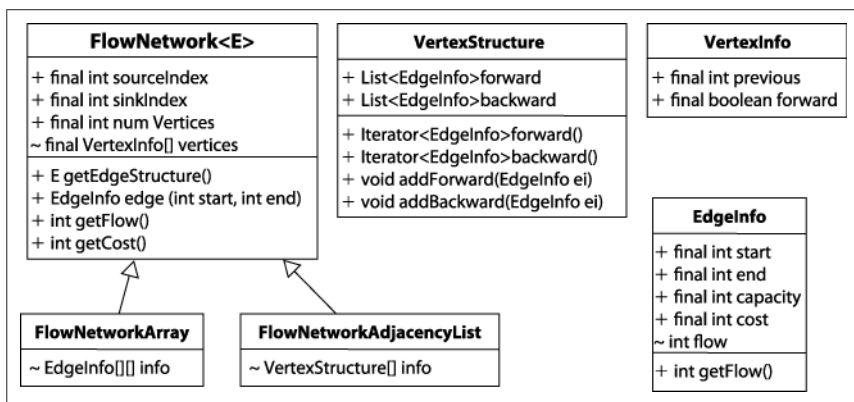 FlowNetwork<E>
+ final int sourceIndex
+ final int sinkIndex
+ final int num Vertices
~ final VertexInfo[] vertices
+ E getEdgeStructure()
+ EdgeInfo edge (int start, int end)
+ int getFlow()
+ int getCost()
VertexStructure
+ List<EdgeInfo>forward
+ List<EdgeInfo>backward
+ Iterator<EdgeInfo>forward()
+ Iterator<EdgeInfo>backward()
+ void addForward(EdgeInfo ei)
+ void addBackward(EdgeInfo ei)
VertexInfo
+ final int previous
+ final boolean forward
EdgeInfo
+ final int start
+ final int end
+ final int capacity
+ final int cost
~ int flow
+ int getFlow()
FlowNetworkArray
~ EdgeInfo[][] info
FlowNetworkAdjacencyList
~ VertexStructure[] info